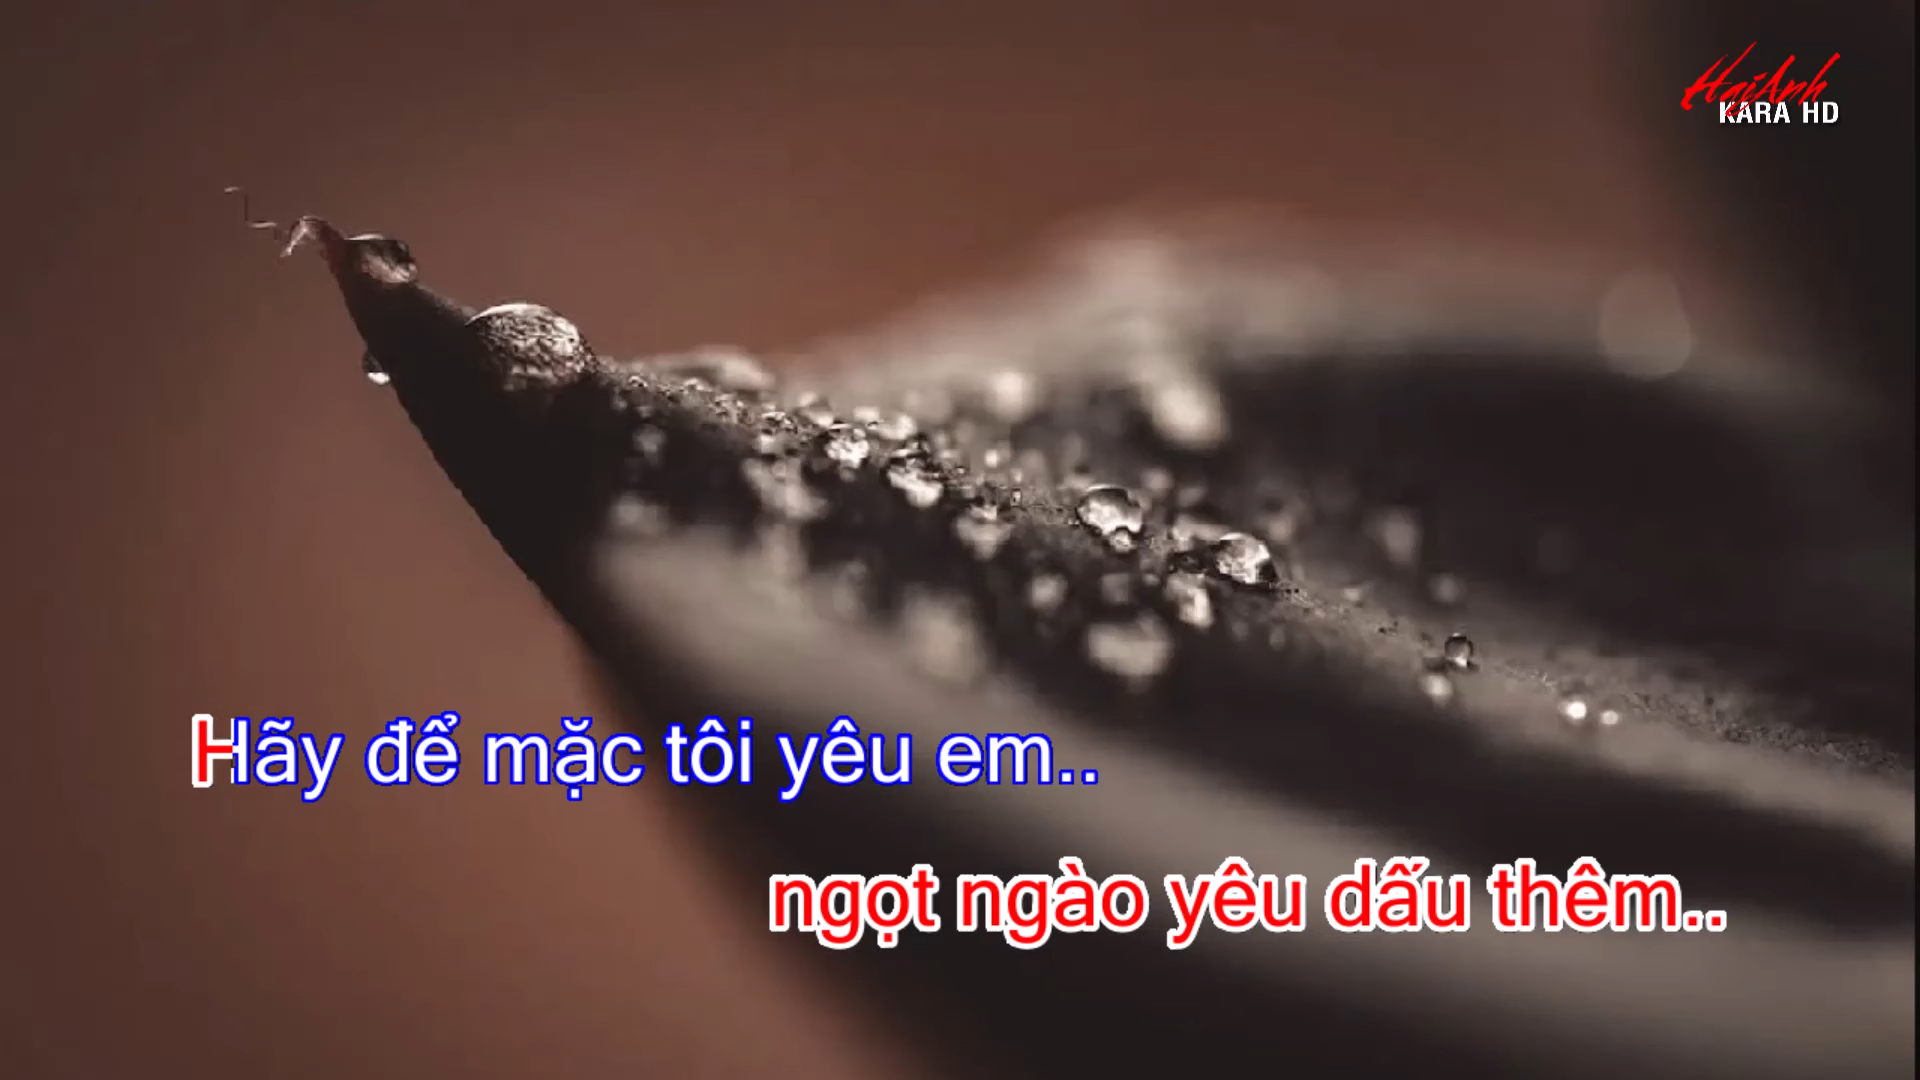 HaiAnh
KARA HD
Hãy để mặc tôi yêu em..
ngọt ngào yêu dấu thêm..